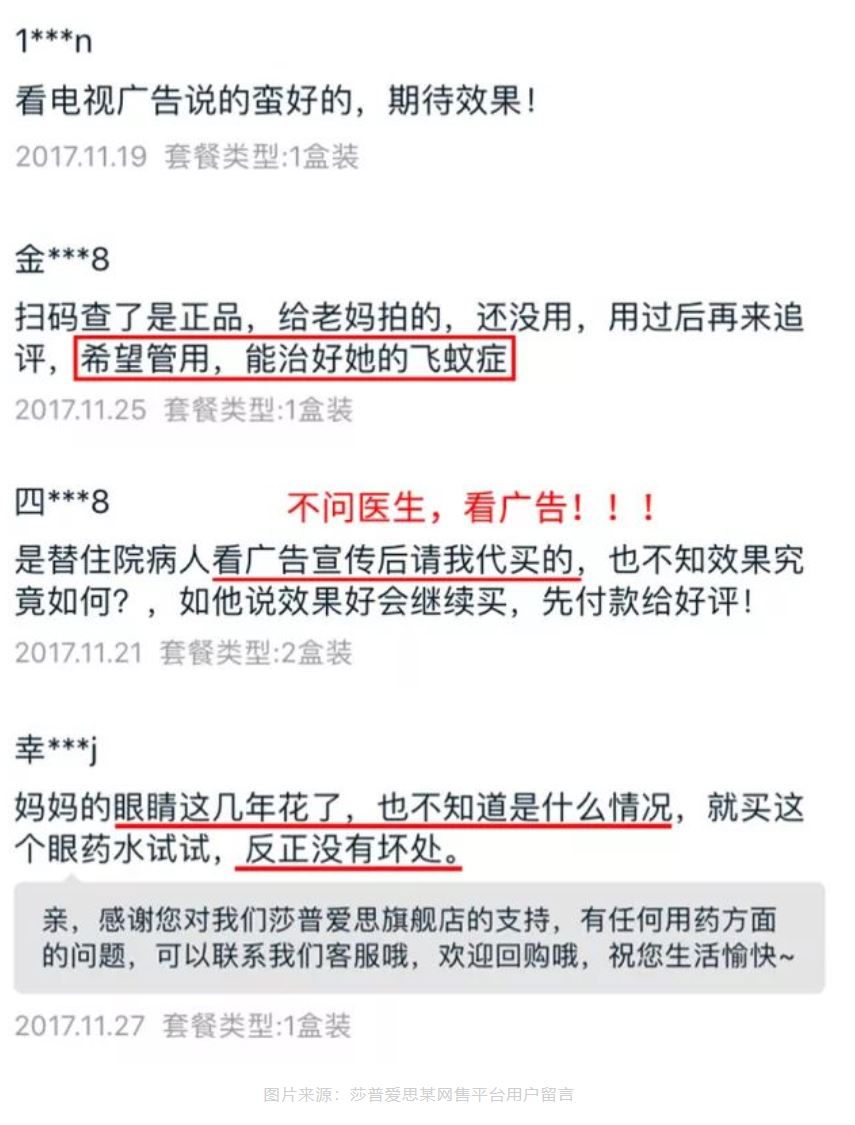 1***n
看电视广告说的蛮好的，期待效果！
2017.11.19 套餐类型:1盒装
金***8
扫码查了是正品，给老妈拍的，还没用，用过后再来追
评，希望管用，能治好她的飞蚊症
2017.11.25 套餐类型:1盒装
四***8
不问医生，看广告！！！
是替住院病人看广告宣传后请我代买的，也不知效果究
竟如何？，如他说效果好会继续买，先付款给好评！
2017.11.21 套餐类型:2盒装
幸***j
妈妈的眼睛这几年花了，也不知道是什么情况，就买这
个眼药水试试，反正没有坏处。
亲，感谢您对我们莎普爱思旗舰店的支持，有任何用药方面
的问题，可以联系我们客服哦，欢迎回购哦，祝您生活愉快~
2017.11.27 套餐类型:1盒装
图片来源：莎普爱思某网售平台用户留言